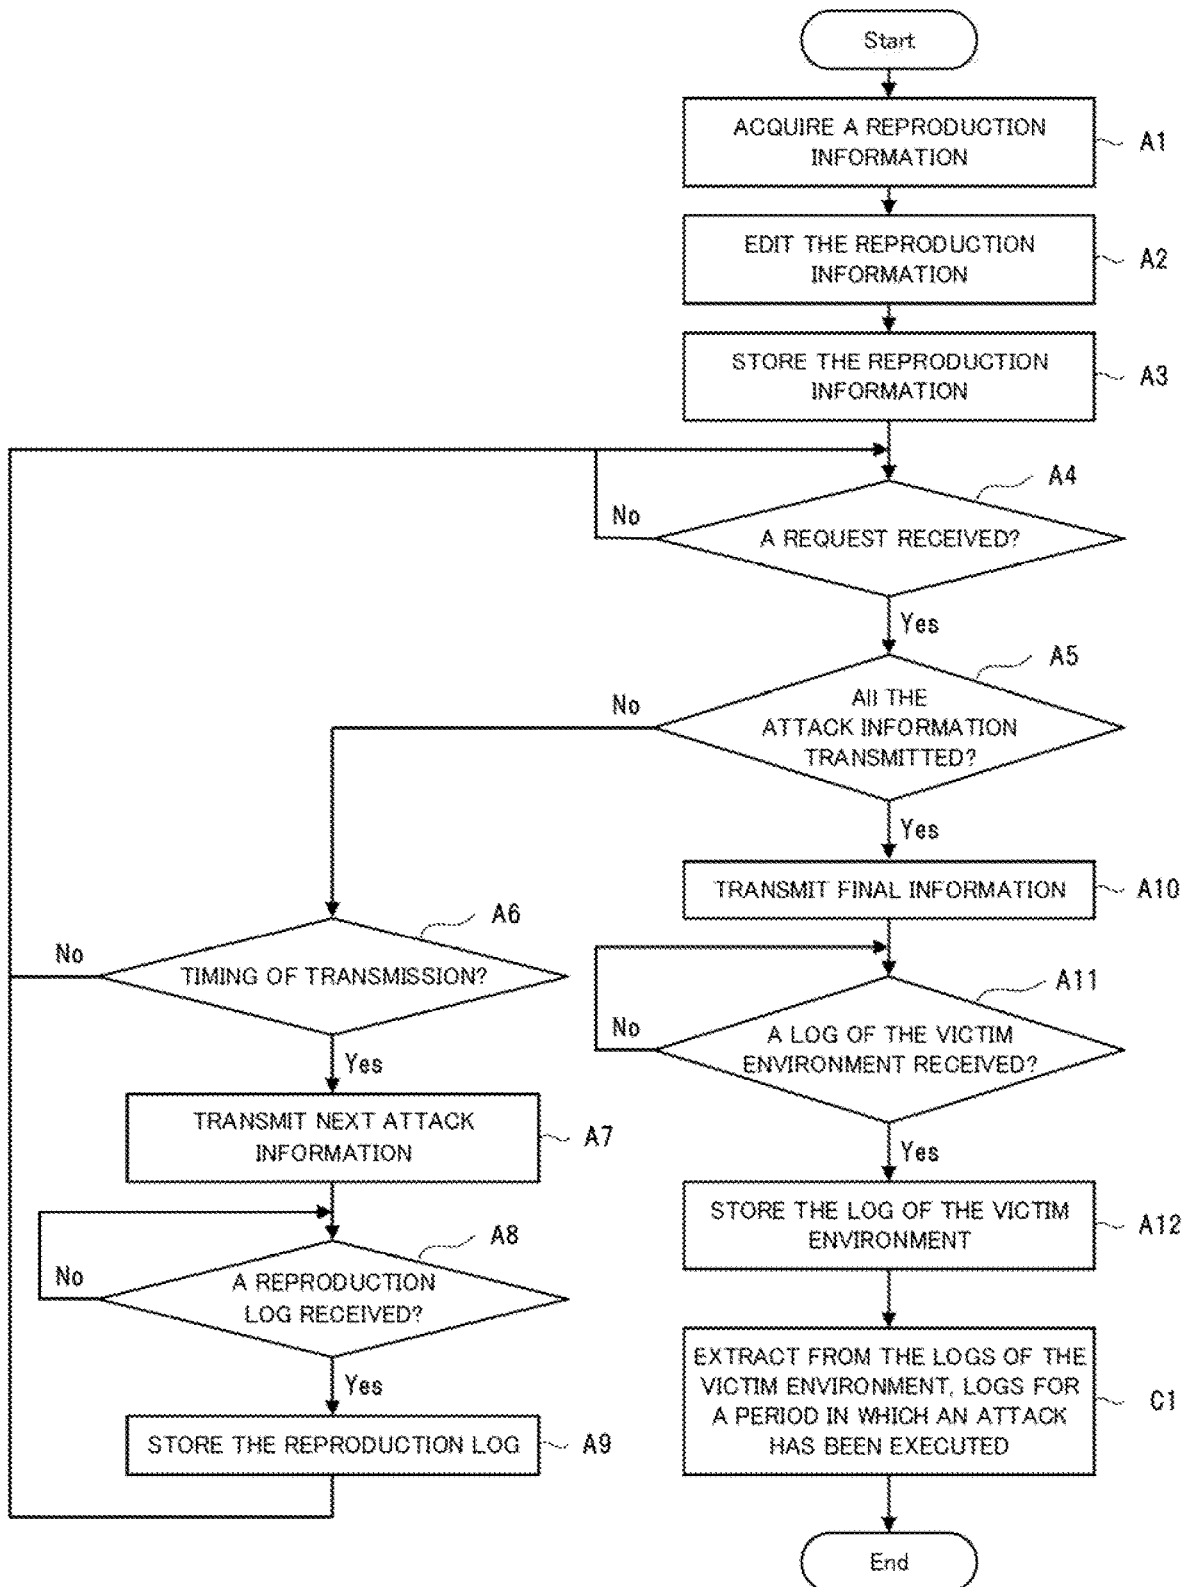 Start
ACQUIRE A REPRODUCTION
INFORMATION
A1
EDIT THE REPRODUCTION
INFORMATION
A2
STORE THE REPRODUCTION
INFORMATION
A3
A4
No
A REQUEST RECEIVED?
Yes
A5
No
All THE
ATTACK INFORMATION
TRANSMITTED?
Yes
A6
No
TIMING OF TRANSMISSION?
Yes
TRANSMIT NEXT ATTACK
INFORMATION
A7
A8
No
A REPRODUCTION
LOG RECEIVED?
Yes
STORE THE REPRODUCTION LOG
A9
TRANSMIT FINAL INFORMATION
A10
A11
No
A LOG OF THE VICTIM
ENVIRONMENT RECEIVED?
Yes
STORE THE LOG OF THE VICTIM
ENVIRONMENT
A12
EXTRACT FROM THE LOGS OF THE
VICTIM ENVIRONMENT, LOGS FOR
A PERIOD IN WHICH AN ATTACK
HAS BEEN EXECUTED
C1
End